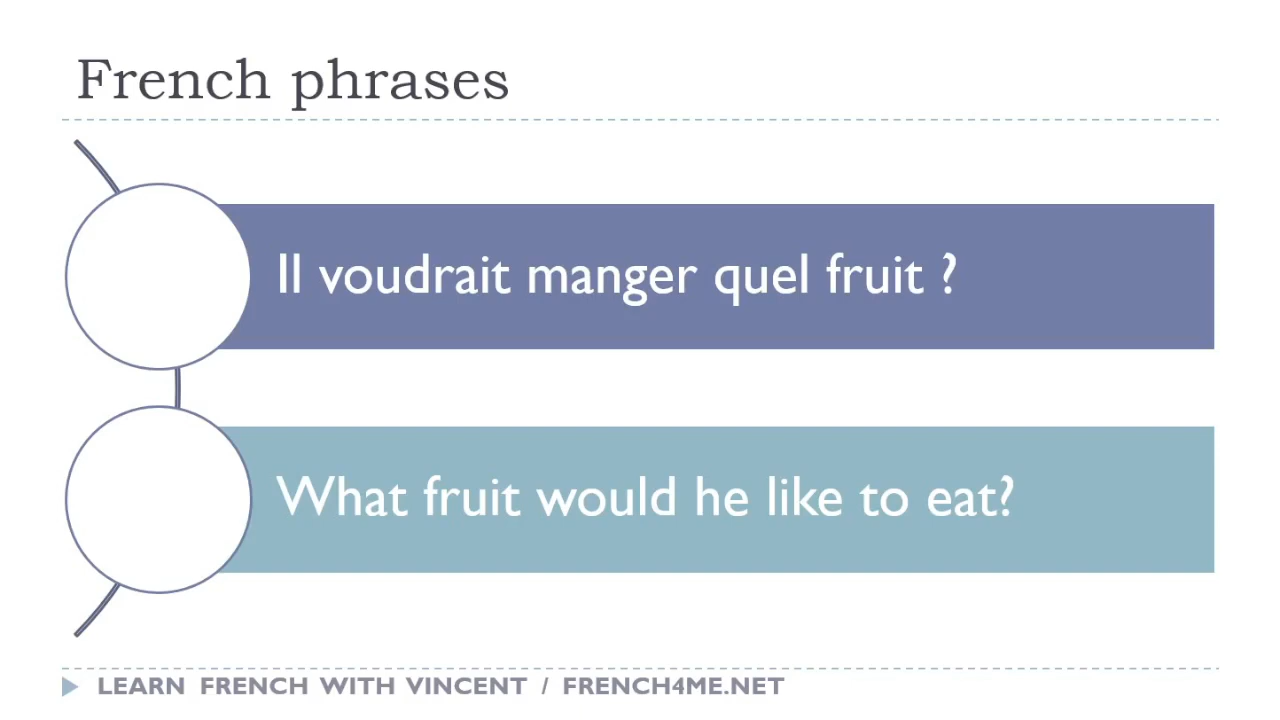 French phrases
Il voudrait manger quel fruit ?
What fruit would he like to eat?
LEARN FRENCH WITH VINCENT / FRENCH4ME.NET